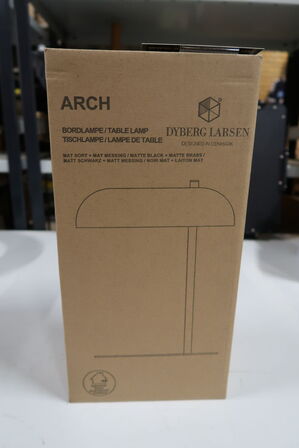 ARCH
DYBERG LARSEN
DESIGNED IN DENMARK
BORDLAMPE / TABLE LAMP
TISCHLAMPE / LAMPE DE TABLE
MAT SORT + MAT MESSING / MATTE BLACK + MATTE BRASS /
MATT SCHWARZ + MATT MESSING / NOIR MAT + LAITON MAT